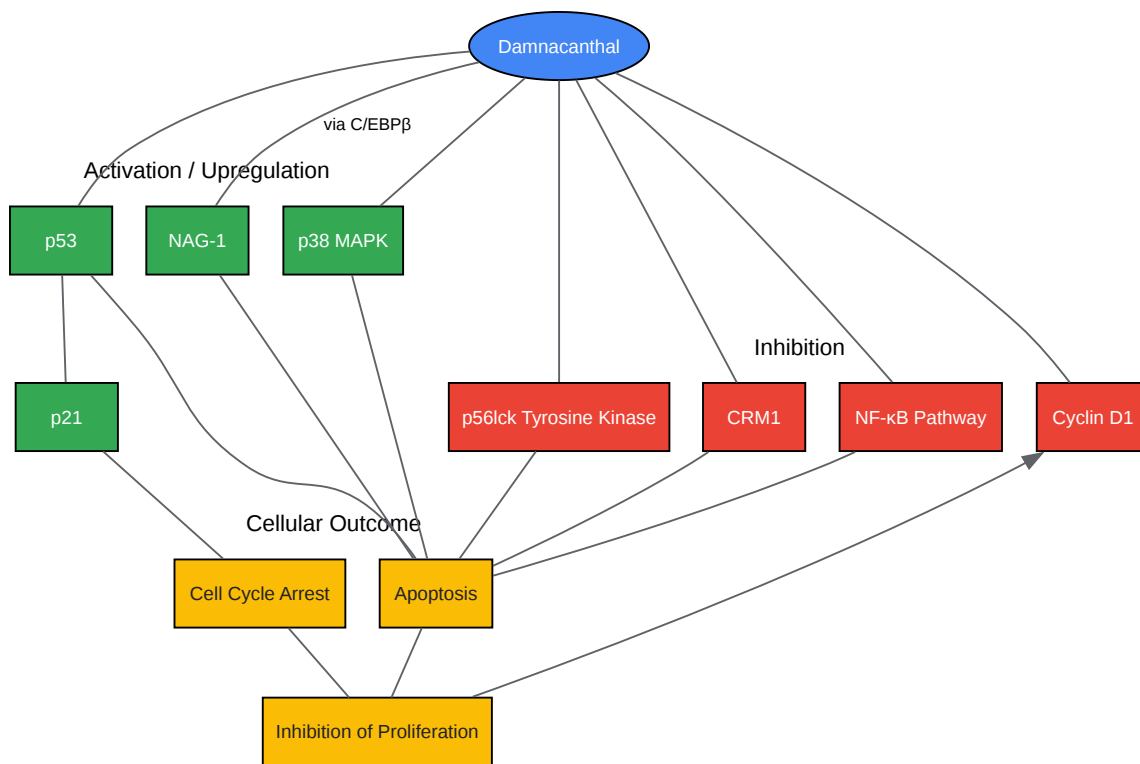 Damnacanthal
via C/EBPβ
Activation / Upregulation
p53
NAG-1
p38 MAPK
Inhibition
p21
p56lck Tyrosine Kinase
CRM1
NF-κB Pathway
Cyclin D1
Cellular Outcome
Cell Cycle Arrest
Apoptosis
Inhibition of Proliferation